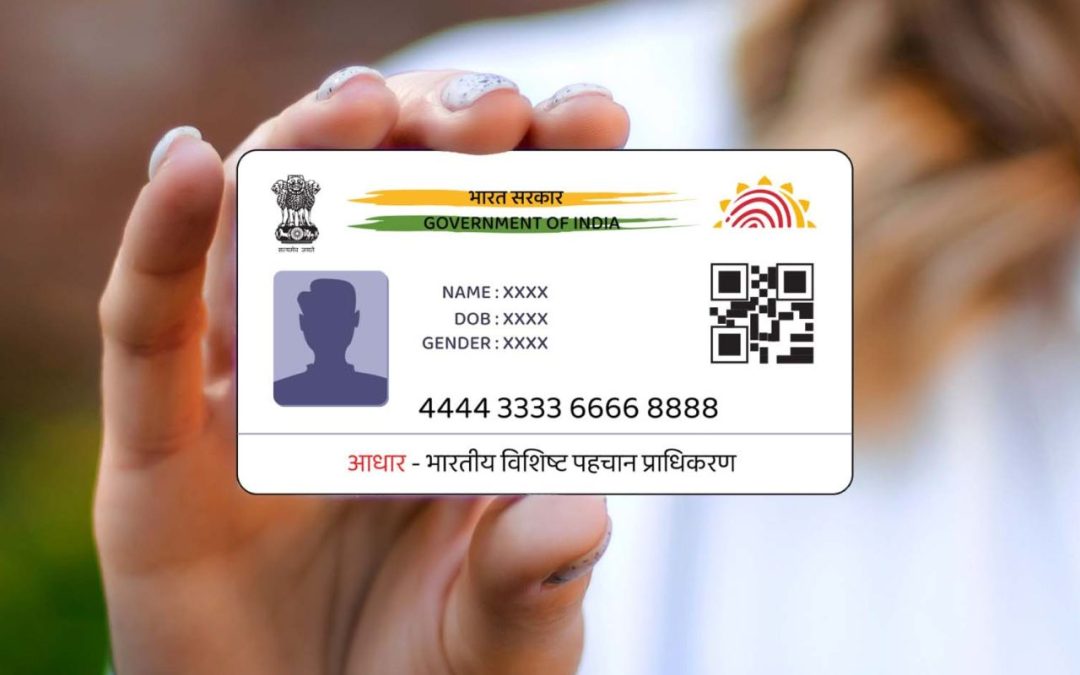 भारत सरकार
GOVERNMENT OF INDIA
सत्यमेव जयते
NAME : XXXX
DOB : XXXX
GENDER : XXXX
4444 3333 6666 8888
आधार - भारतीय विशिष्ट पहचान प्राधिकरण